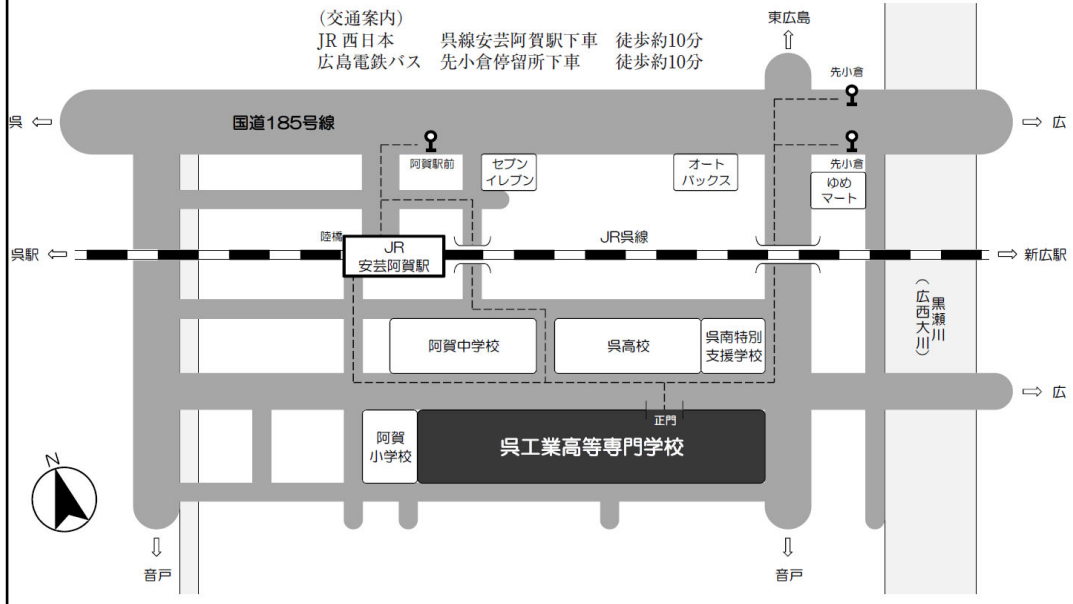 (交通案内)
JR 西日本 呉線安芸阿賀駅下車 徒歩約10分
広島電鉄バス 先小倉停留所下車 徒歩約10分
東広島
先小倉
呉
国道185号線
広
阿賀駅前
セブン
イレブン
オート
バックス
先小倉
ゆめ
マート
陸橋
呉駅
JR
安芸阿賀駅
JR呉線
新広駅
黒瀬川
(広西大川)
阿賀中学校
呉高校
呉南特別
支援学校
広
正門
阿賀
小学校
呉工業高等専門学校
N
音戸
音戸